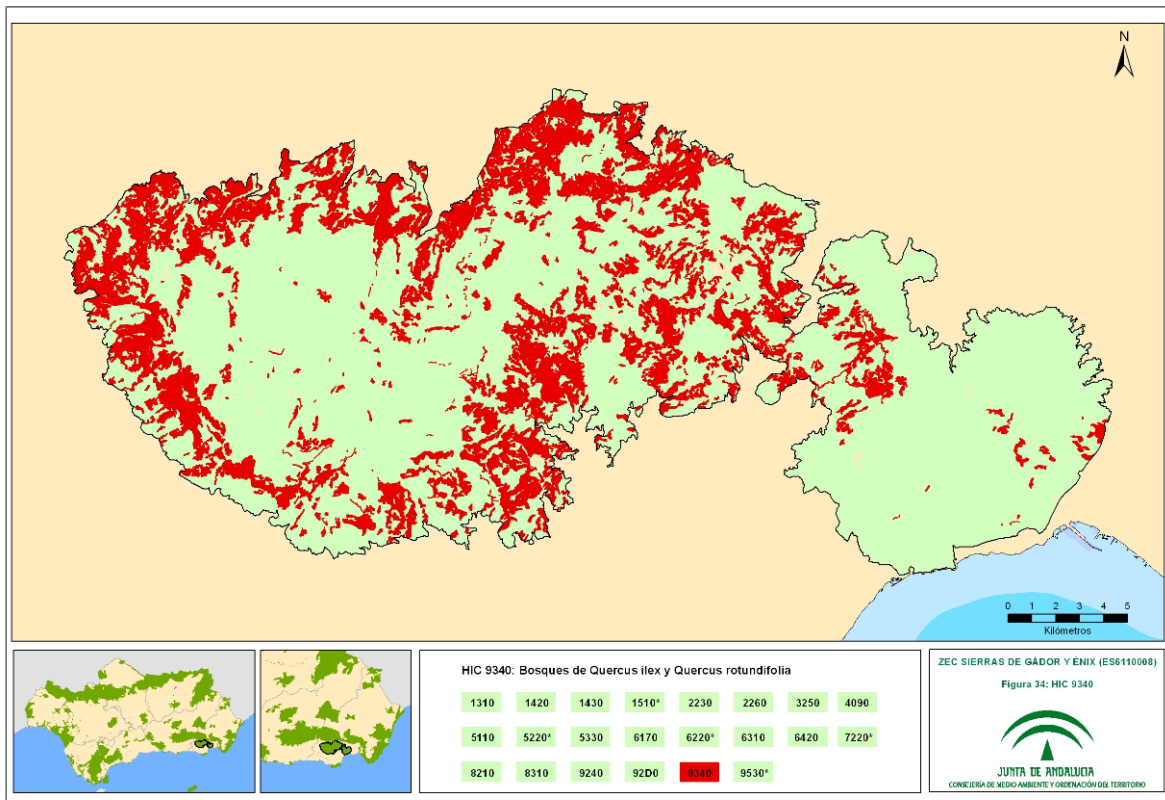 N
0 1 2 3 4 5
Kilómetros
HIC 9340: Bosques de Quercus ilex y Quercus rotundifolia
1310 1420 1430 1510* 2230 2260 3250 4090
5110 5220* 5330 6170 6220* 6310 6420 7220*
8210 8310 9240 92D0 9340 9530*
ZEC SIERRAS DE GÁDOR Y ÉNIX (ES6110008)
Figura 34: HIC 9340
JUNTA DE ANDALUCIA
CONSEJERÍA DE MEDIO AMBIENTE Y ORDENACIÓN DEL TERRITORIO